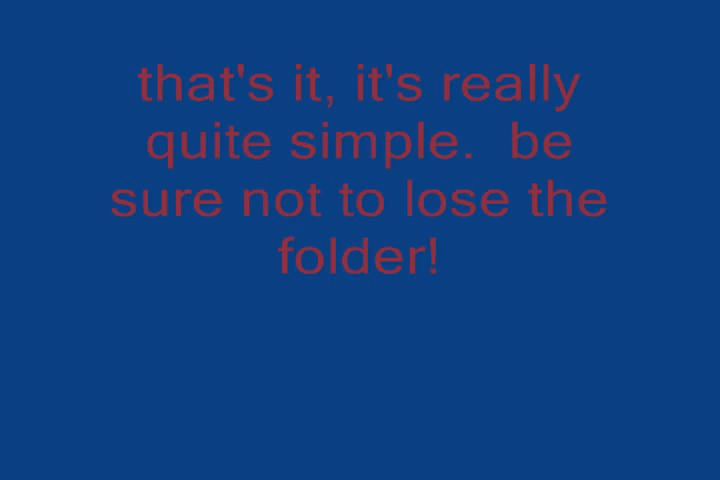 that's it, it's really
quite simple.  be
sure not to lose the
folder!